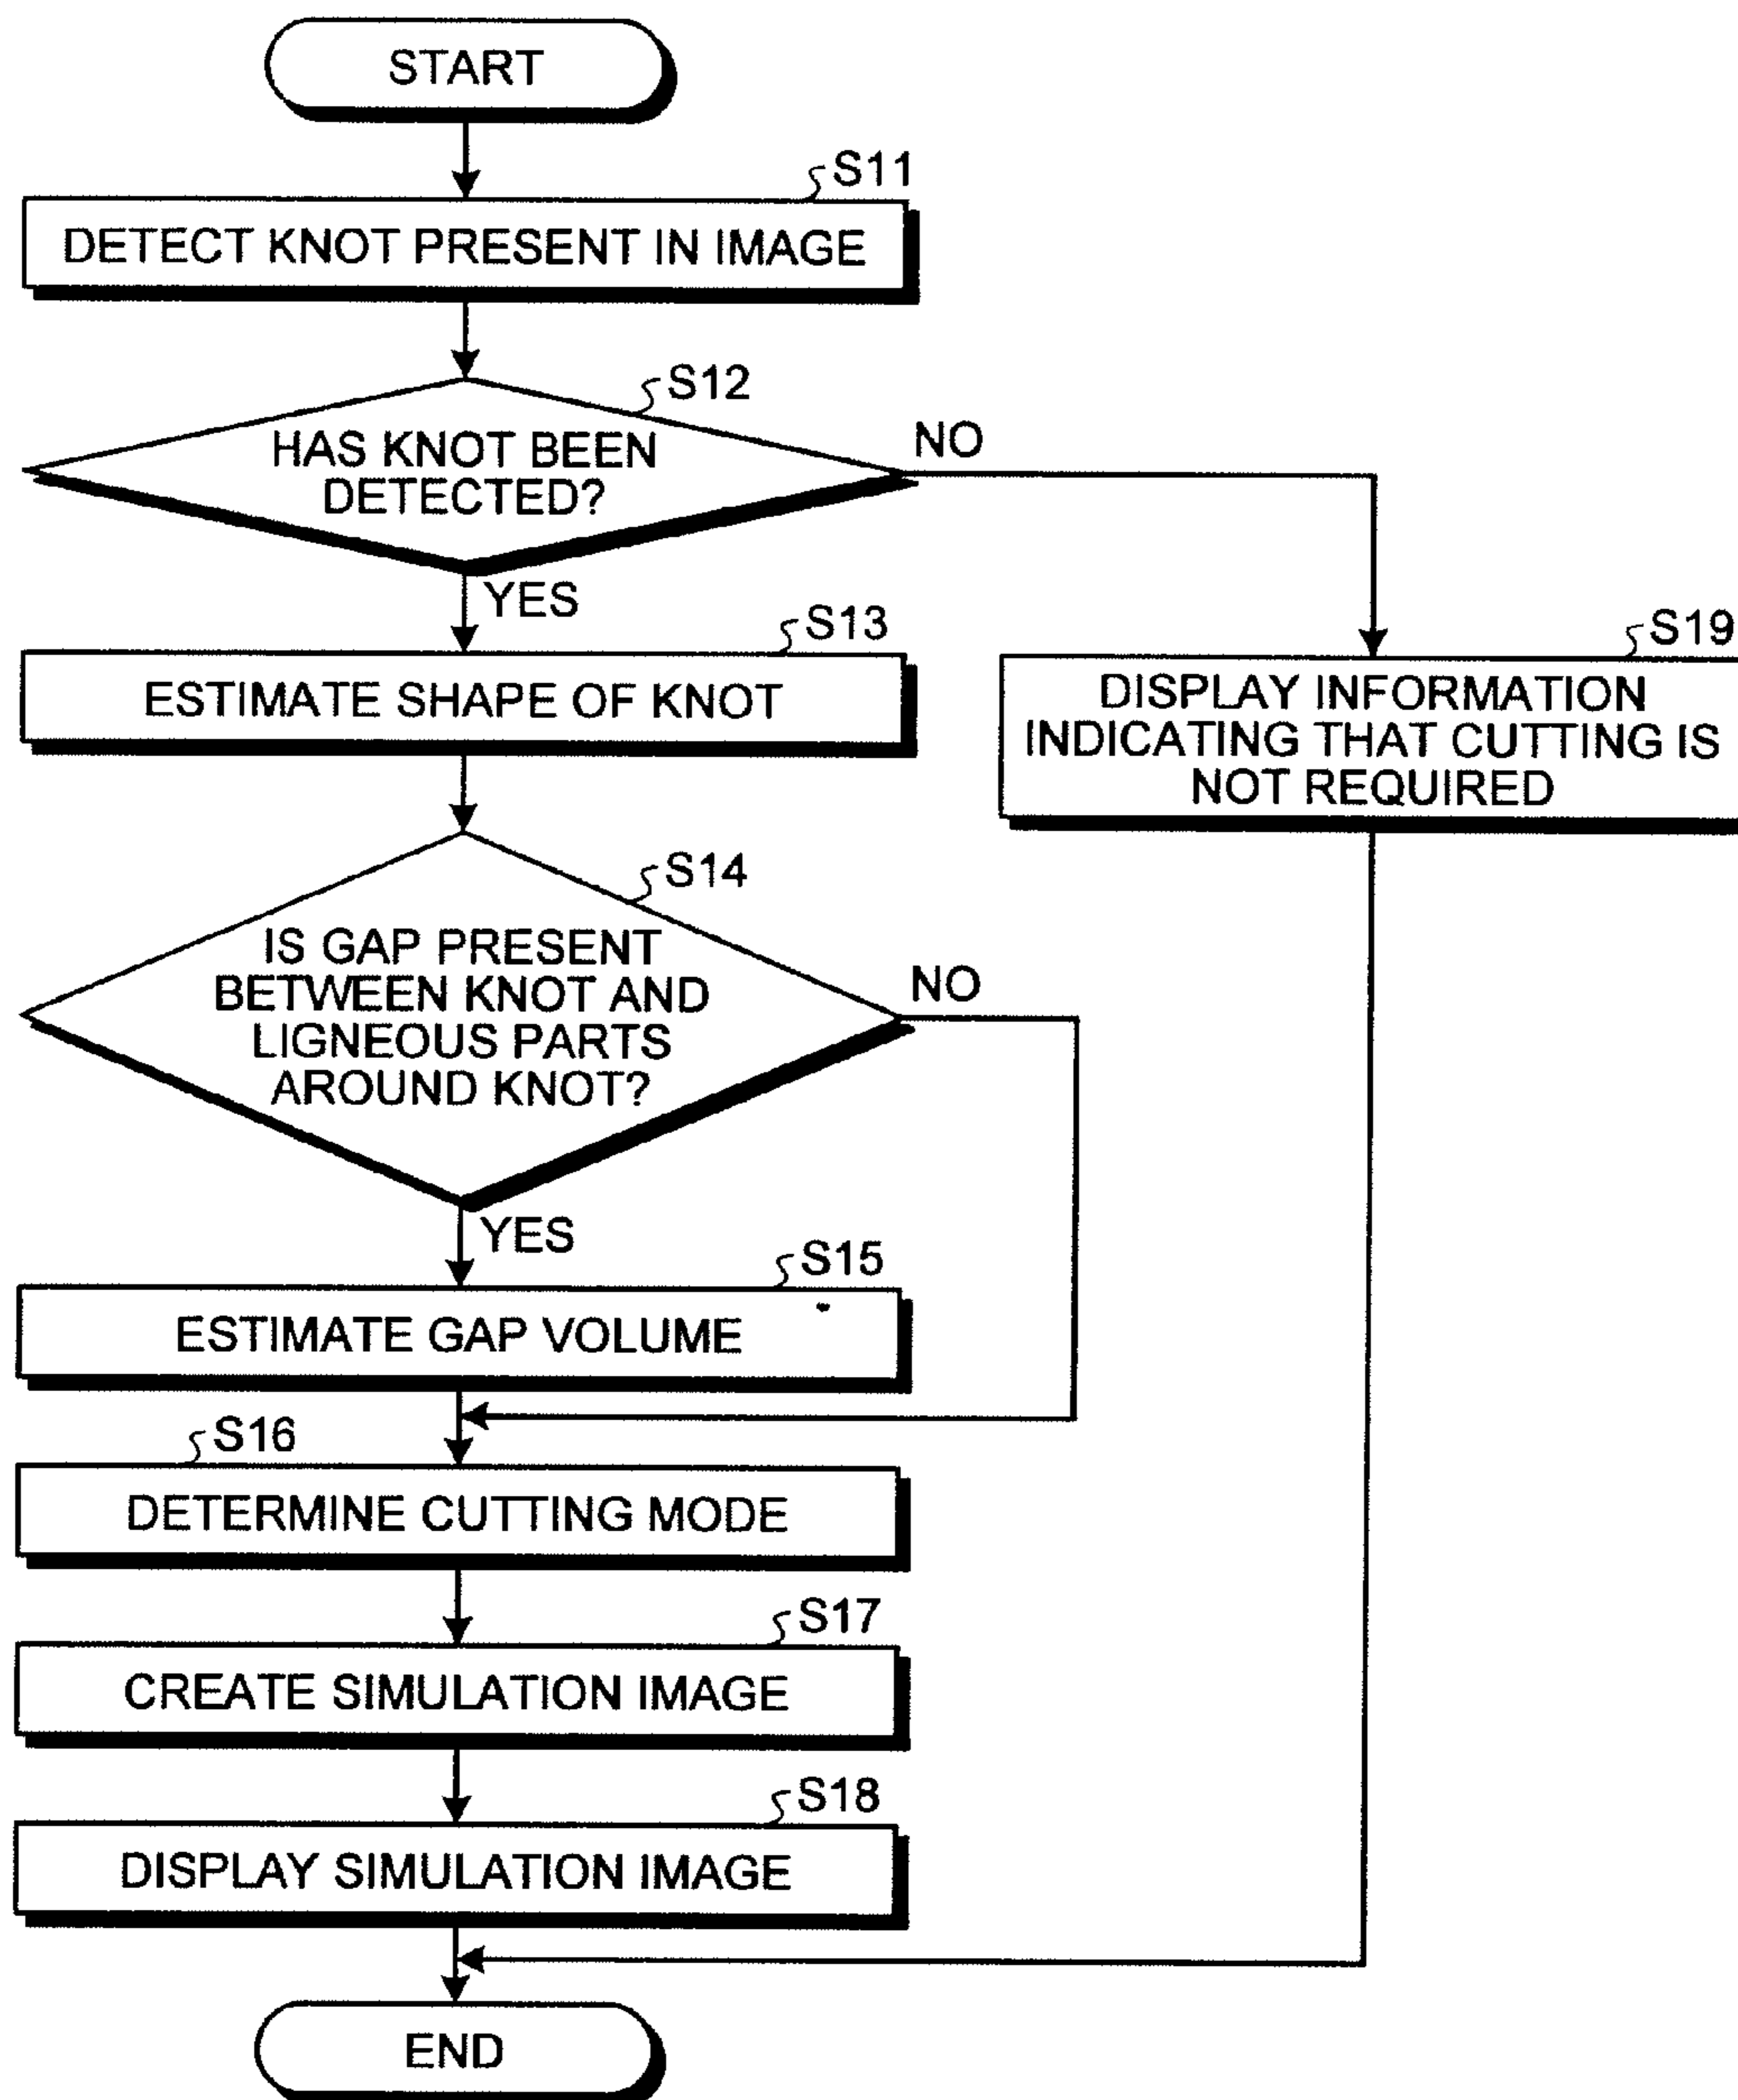 START
S11
DETECT KNOT PRESENT IN IMAGE
S12
HAS KNOT BEEN
DETECTED?
NO
YES
S13
ESTIMATE SHAPE OF KNOT
S19
DISPLAY INFORMATION
INDICATING THAT CUTTING IS
NOT REQUIRED
S14
IS GAP PRESENT
BETWEEN KNOT AND
LIGNEOUS PARTS
AROUND KNOT?
NO
YES
S15
ESTIMATE GAP VOLUME
S16
DETERMINE CUTTING MODE
S17
CREATE SIMULATION IMAGE
S18
DISPLAY SIMULATION IMAGE
END